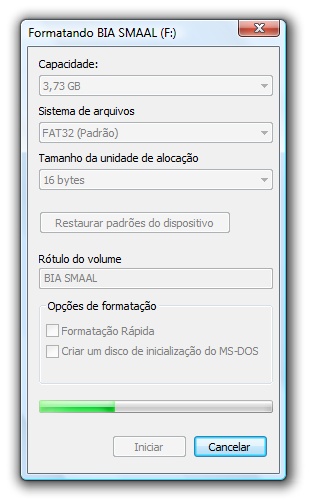 Formatando BIA SMAAL (F:)
Capacidade:
3,73 GB
Sistema de arquivos
FAT32 (Padrão)
Tamanho da unidade de alocação
16 bytes
Restaurar padrões do dispositivo
Rótulo do volume
BIA SMAAL
Opções de formatação
Formatação Rápida
Criar um disco de inicialização do MS-DOS
Iniciar
Cancelar